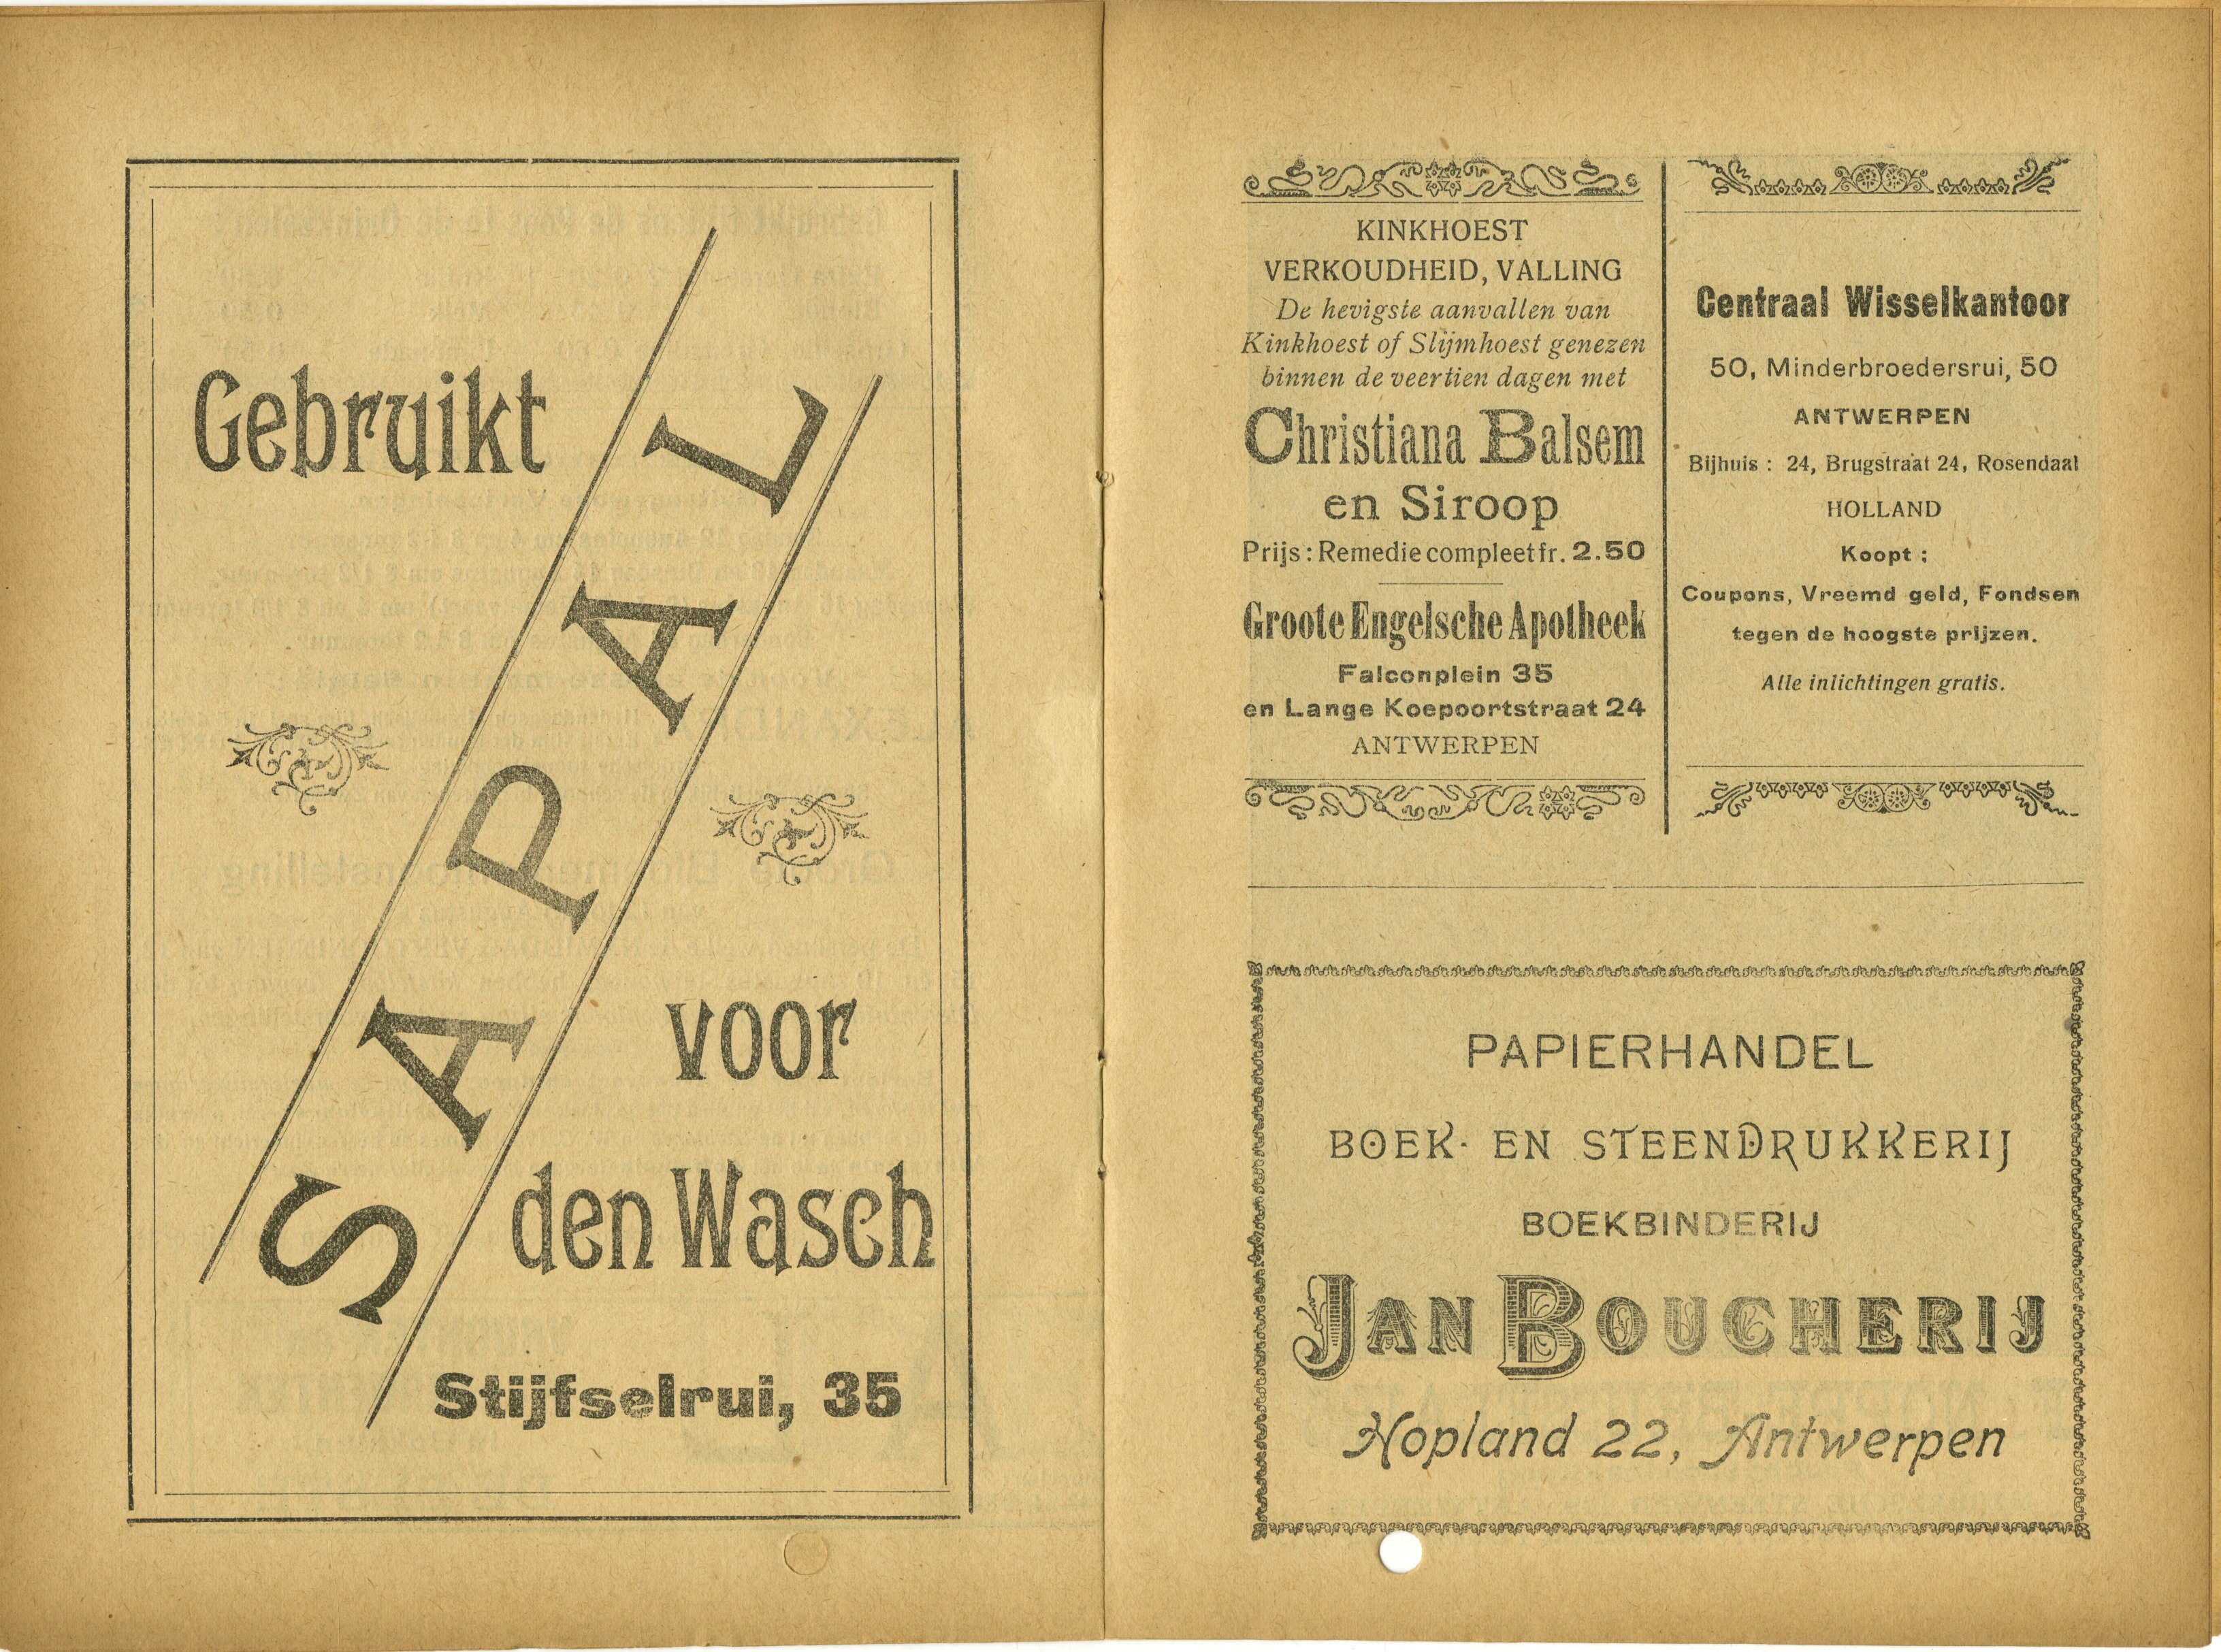 Gebruikt
SAPAL
voor
den Wasch
Stijfselrui, 35
KINKHOEST
VERKOUDHEID, VALLING
De hevigste aanvallen van
Kinkhoest of Slijmhoest genezen
binnen de veertien dagen met
Christiana Balsem
en Siroop
Prijs : Remedie compleet fr. 2.50
Groote Engelsche Apotheek
Falconplein 35
en Lange Koepoortstraat 24
ANTWERPEN
Centraal Wisselkantoor
50, Minderbroedersrui, 50
ANTWERPEN
Bijhuis : 24, Brugstraat 24, Rosendaal
HOLLAND
Koopt :
Coupons, Vreemd geld, Fondsen
tegen de hoogste prijzen.
Alle inlichtingen gratis.
PAPIERHANDEL
BOEK- EN STEENDRUKKERIJ
BOEKBINDERIJ
JAN BOUCHERIJ
Hopland 22, Antwerpen